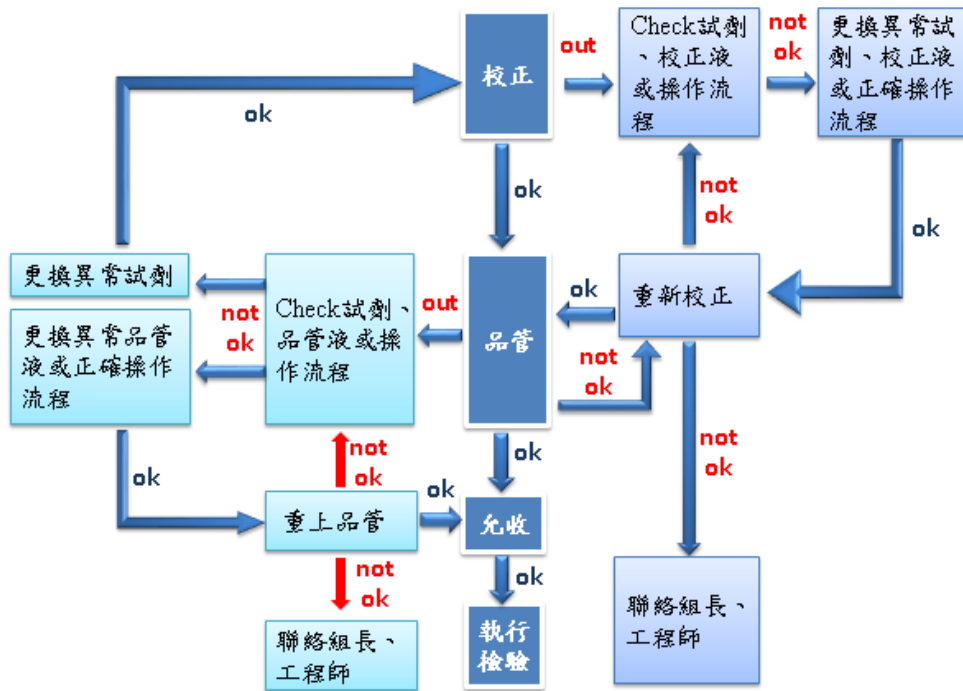 校正
out
Check試劑
、校正液
或操作流
程
not
ok
更換異常試
劑、校正液
或正確操作
流程
ok
ok
not
ok
ok
更換異常試劑
not
ok
Check試劑、
品管液或操
作流程
out
品管
ok
重新校正
not
ok
更換異常品管
液或正確操作
流程
ok
not
ok
ok
not
ok
重上品管
ok
允收
not
ok
ok
聯絡組長、
工程師
執行
檢驗
聯絡組長、
工程師